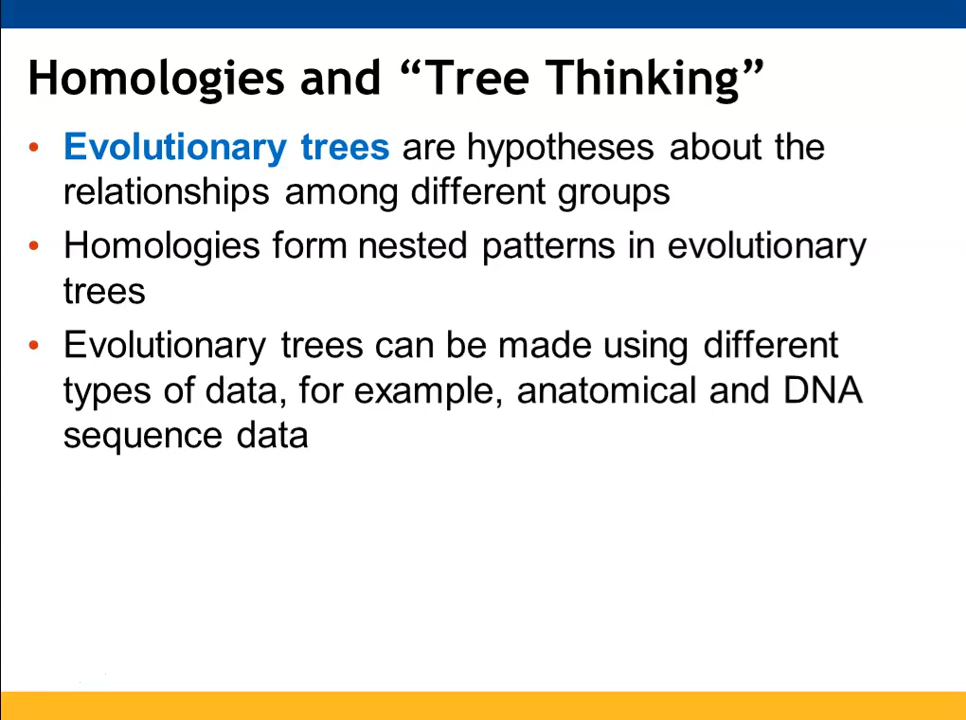 Homologies and “Tree Thinking”
• Evolutionary trees are hypotheses about the
relationships among different groups
• Homologies form nested patterns in evolutionary
trees
• Evolutionary trees can be made using different
types of data, for example, anatomical and DNA
sequence data